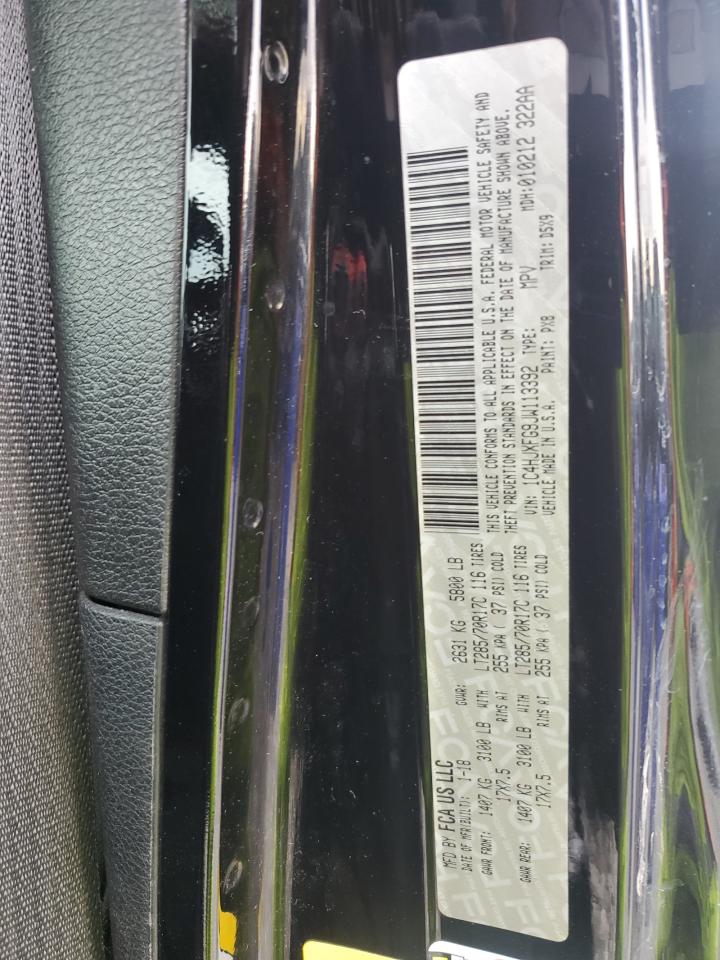 MFD BY FCA US LLC
DATE OF MFR(BUILT): 1-18 GVWR: 2631 KG 5800 LB
GAWR FRONT: 1407 KG 3100 LB WITH LT285/70R17C 116 TIRES
17X7.5 RIMS AT 255 KPA ( 37 PSI) COLD
GAWR REAR: 1407 KG 3100 LB WITH LT285/70R17C 116 TIRES
17X7.5 RIMS AT 255 KPA ( 37 PSI) COLD
THIS VEHICLE CONFORMS TO ALL APPLICABLE U.S.A. FEDERAL MOTOR VEHICLE SAFETY AND
THEFT PREVENTION STANDARDS IN EFFECT ON THE DATE OF MANUFACTURE SHOWN ABOVE.
VIN: 1C4HJXFG9JW113392 TYPE: MPV MDH:010212 322AA
VEHICLE MADE IN U.S.A. PAINT: PX8 TRIM: D5X9